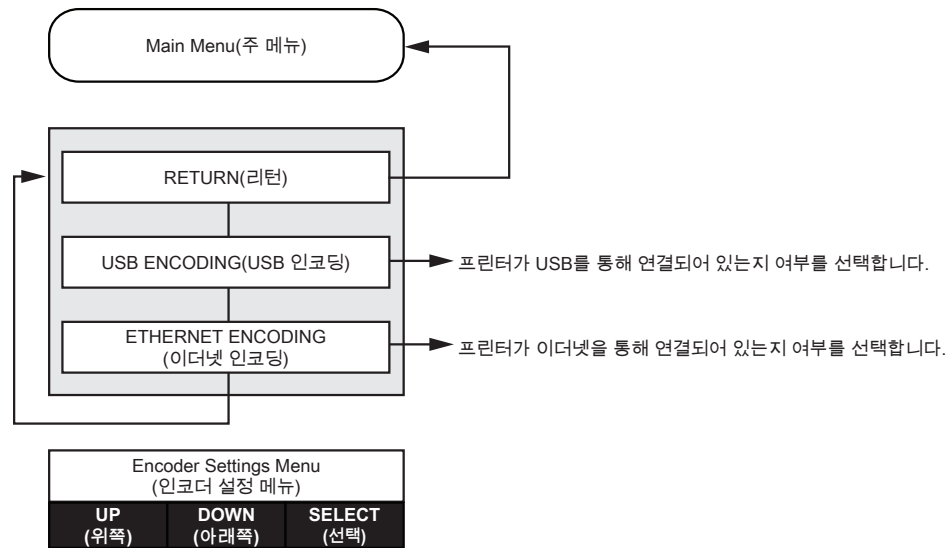 Main Menu(주 메뉴)
RETURN(리턴)
USB ENCODING(USB 인코딩)
프린터가 USB를 통해 연결되어 있는지 여부를 선택합니다.
ETHERNET ENCODING
(이더넷 인코딩)
프린터가 이더넷을 통해 연결되어 있는지 여부를 선택합니다.
Encoder Settings Menu
(인코더 설정 메뉴)
UP DOWN SELECT
(위쪽) (아래쪽) (선택)